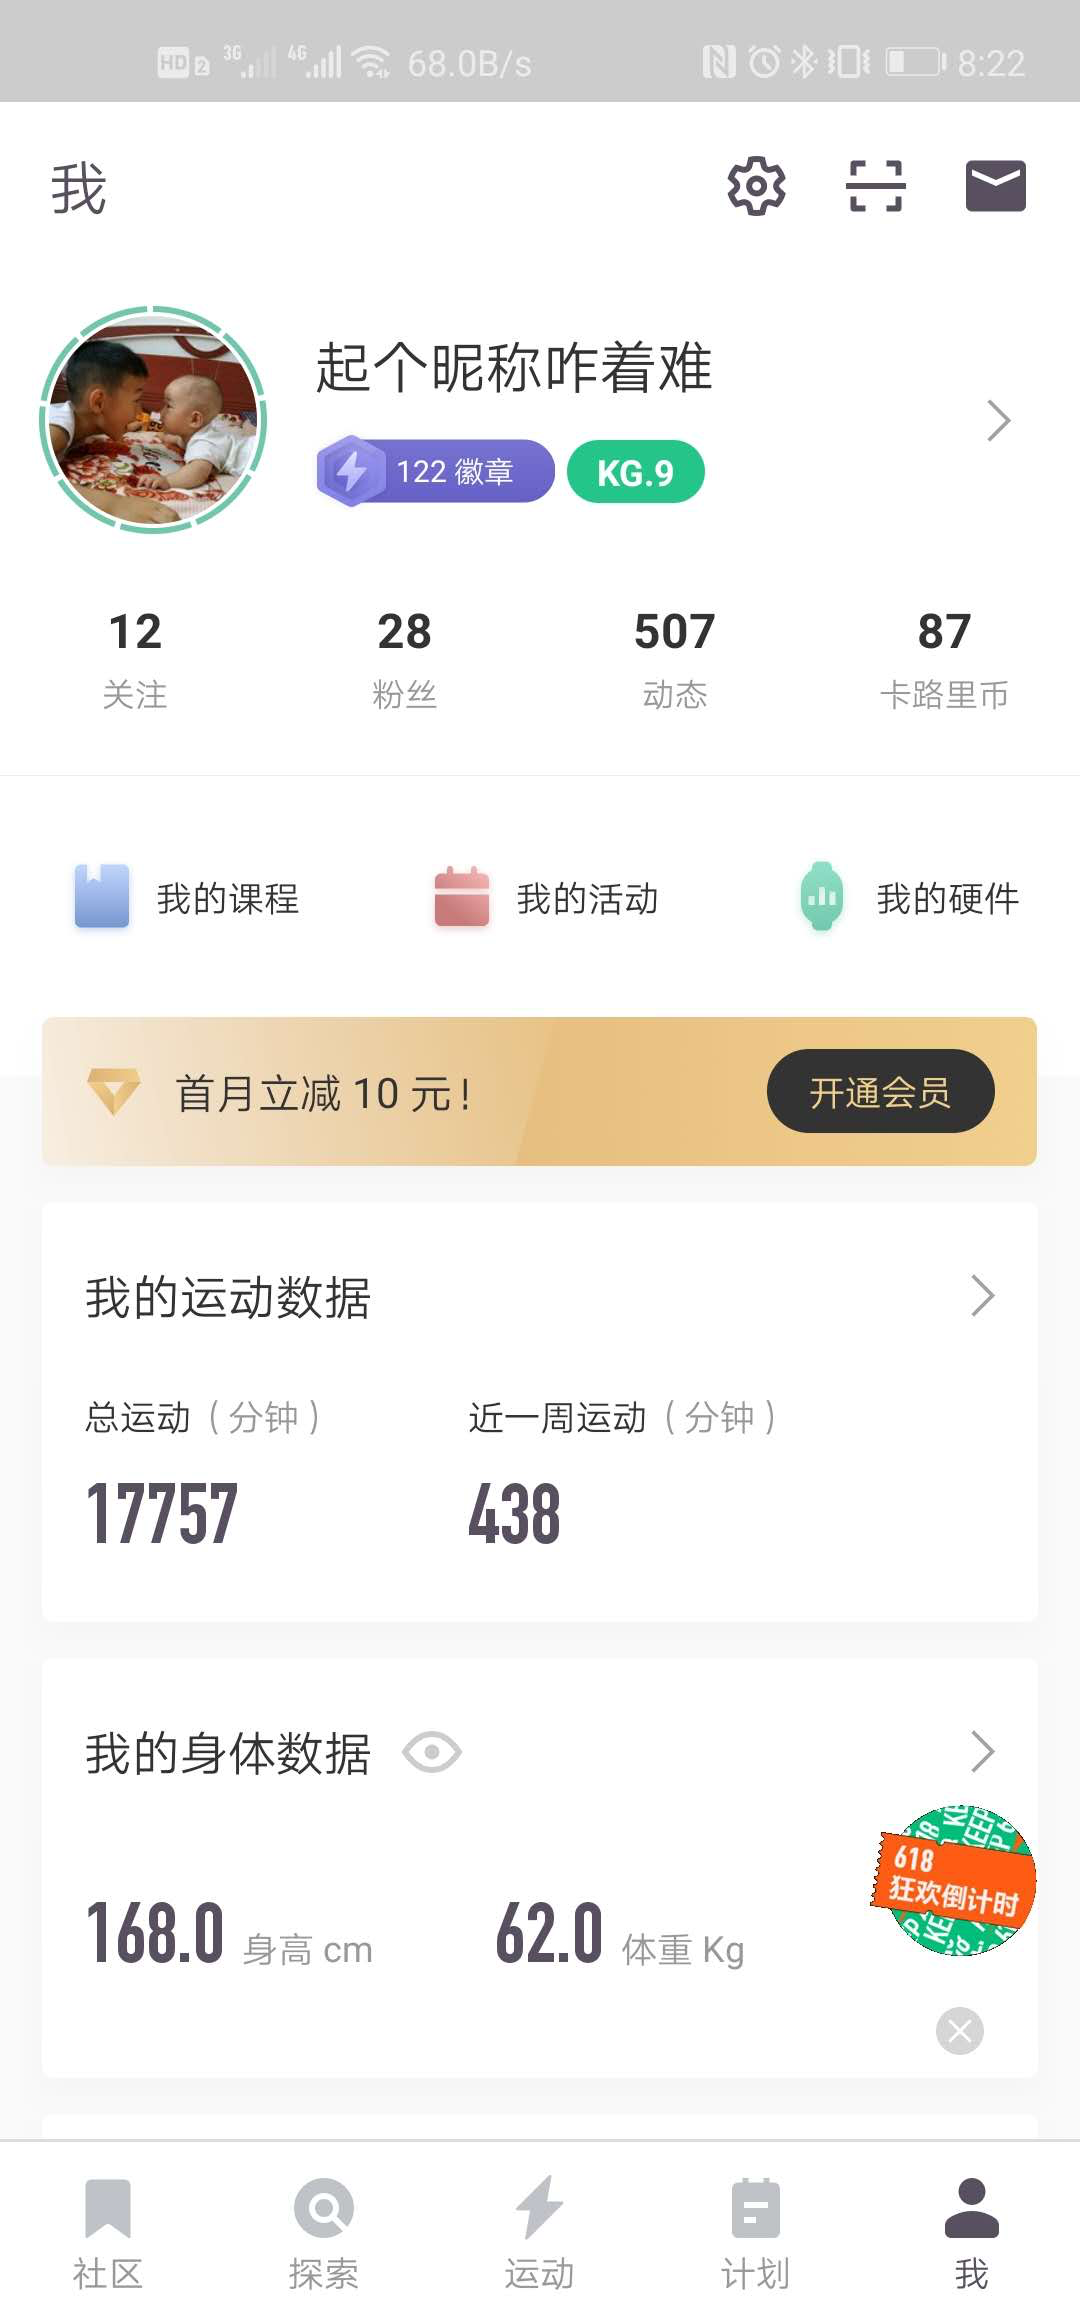 HD 2 3G 4G 68.0B/s 8:22
我
起个昵称咋着难
122 徽章 KG.9
12 28 507 87
关注 粉丝 动态 卡路里币
我的课程 我的活动 我的硬件
首月立减 10 元! 开通会员
我的运动数据
总运动（分钟） 近一周运动（分钟）
17757 438
我的身体数据
618
狂欢倒计时
168.0 身高 cm 62.0 体重 Kg
社区 探索 运动 计划 我